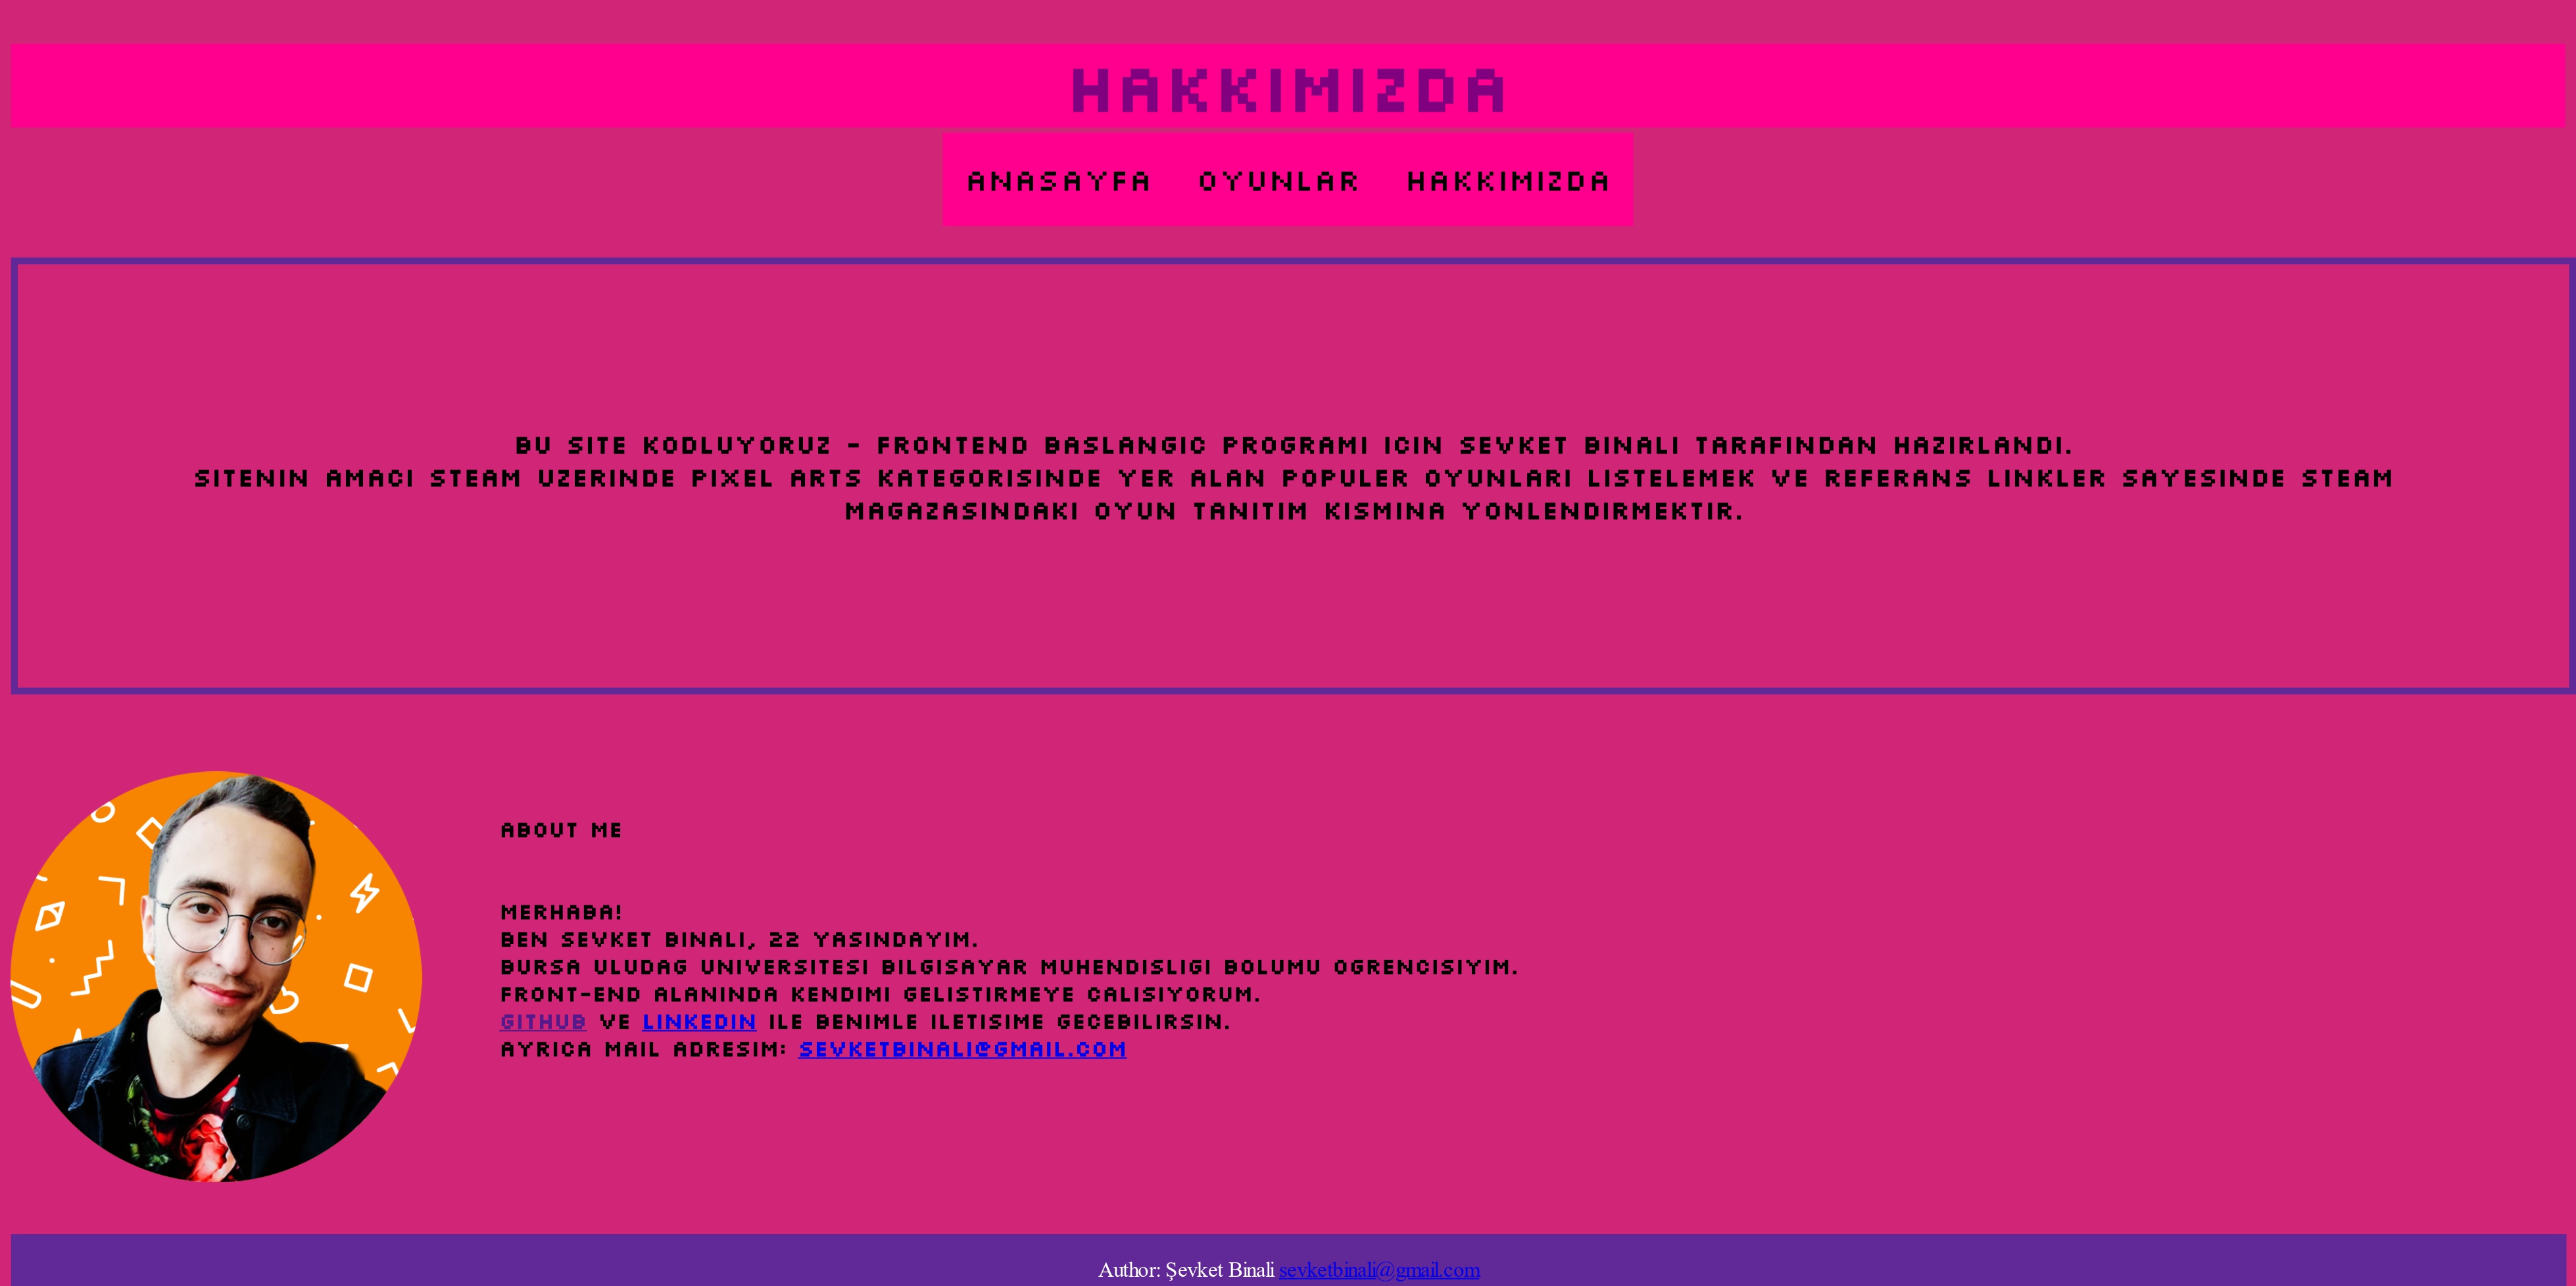 HAKKIMIZDA
ANASAYFA OYUNLAR HAKKIMIZDA
BU SITE KODLUYORUZ - FRONTEND BASLANGIC PROGRAMI ICIN SEVKET BINALI TARAFINDAN HAZIRLANDI.
SITENIN AMACI STEAM UZERINDE PIXEL ARTS KATEGORISINDE YER ALAN POPULER OYUNLARI LISTELEMEK VE REFERANS LINKLER SAYESINDE STEAM
MAGAZASINDAKI OYUN TANITIM KISMINA YONLENDIRMEKTIR.
ABOUT ME
MERHABA!
BEN SEVKET BINALI, 22 YASINDAYIM.
BURSA ULUDAG UNIVERSITESI BILGISAYAR MUHENDISLIGI BOLUMU OGRENCISIYIM.
FRONT-END ALANINDA KENDIMI GELISTIRMEYE CALISIYORUM.
GITHUB VE LINKEDIN ILE BENIMLE ILETISIME GECEBILIRSIN.
AYRICA MAIL ADRESIM: SEVKETBINALI@GMAIL.COM
Author: Şevket Binali sevketbinali@gmail.com